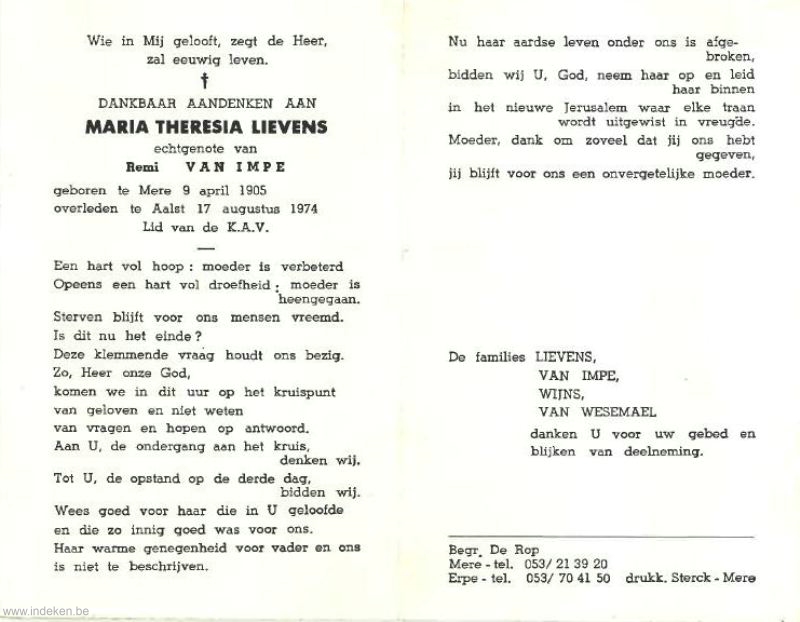 Wie in Mij gelooft, zegt de Heer,
zal eeuwig leven.
DANKBAAR AANDENKEN AAN
MARIA THERESIA LIEVENS
echtgenote van
Remi VAN IMPE
geboren te Mere 9 april 1905
overleden te Aalst 17 augustus 1974
Lid van de K.A.V.
Een hart vol hoop : moeder is verbeterd
Opeens een hart vol droefheid : moeder is
heengegaan.
Sterven blijft voor ons mensen vreemd.
Is dit nu het einde ?
Deze klemmende vraag houdt ons bezig.
Zo, Heer onze God,
komen we in dit uur op het kruispunt
van geloven en niet weten
van vragen en hopen op antwoord.
Aan U, de ondergang aan het kruis,
denken wij.
Tot U, de opstand op de derde dag,
bidden wij.
Wees goed voor haar die in U geloofde
en die zo innig goed was voor ons.
Haar warme genegenheid voor vader en ons
is niet te beschrijven.
Nu haar aardse leven onder ons is afge-
broken,
bidden wij U, God, neem haar op en leid
haar binnen
in het nieuwe Jerusalem waar elke traan
wordt uitgewist in vreugde.
Moeder, dank om zoveel dat jij ons hebt
gegeven,
jij blijft voor ons een onvergetelijke moeder.
De families LIEVENS,
VAN IMPE,
WIJNS,
VAN WESEMAEL
danken U voor uw gebed en
blijken van deelneming.
Begr. De Rop
Mere - tel. 053/ 21 39 20
Erpe - tel. 053/ 70 41 50 drukk. Sterck - Mere
www.indeken.be